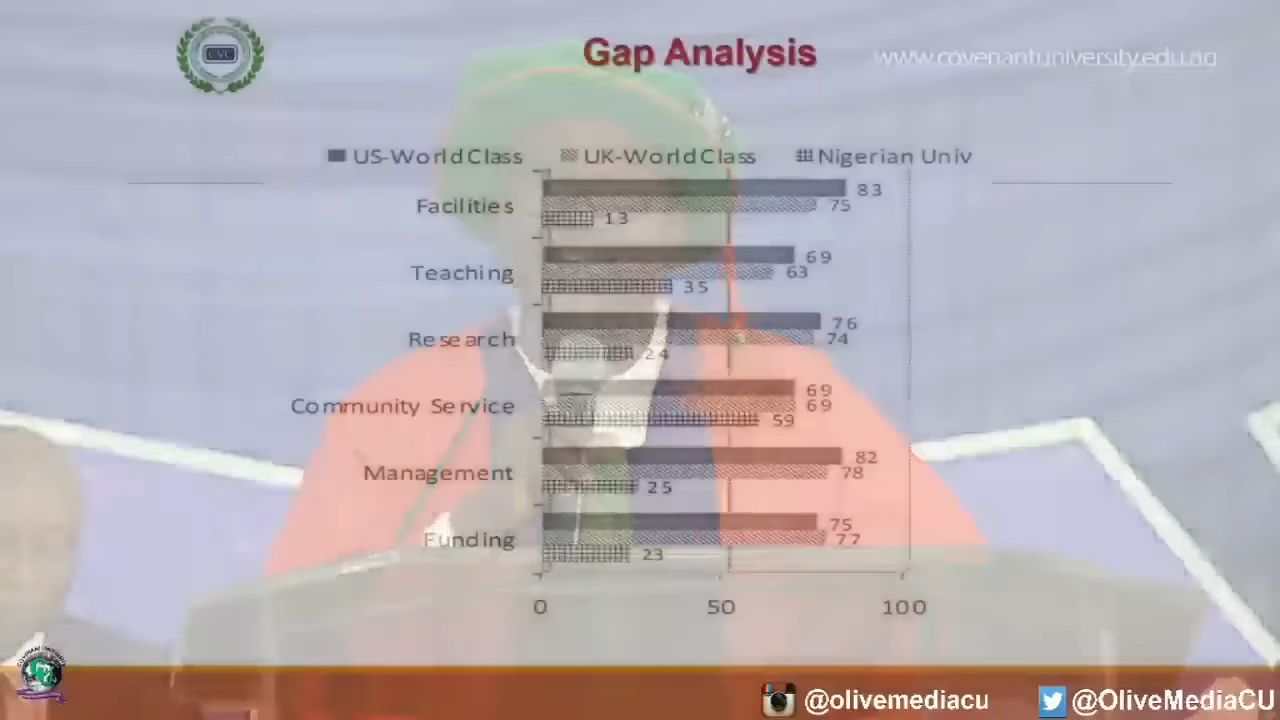 CVC
Gap Analysis
www.covenantuniversity.edu.ng
US-World Class UK-World Class Nigerian Univ
Facilities 83 75 13
Teaching 69 63 35
Research 76 74 24
Community Service 69 69 59
Management 82 78 25
Funding 75 77 23
0 50 100
@olivemediacu @OliveMediaCU